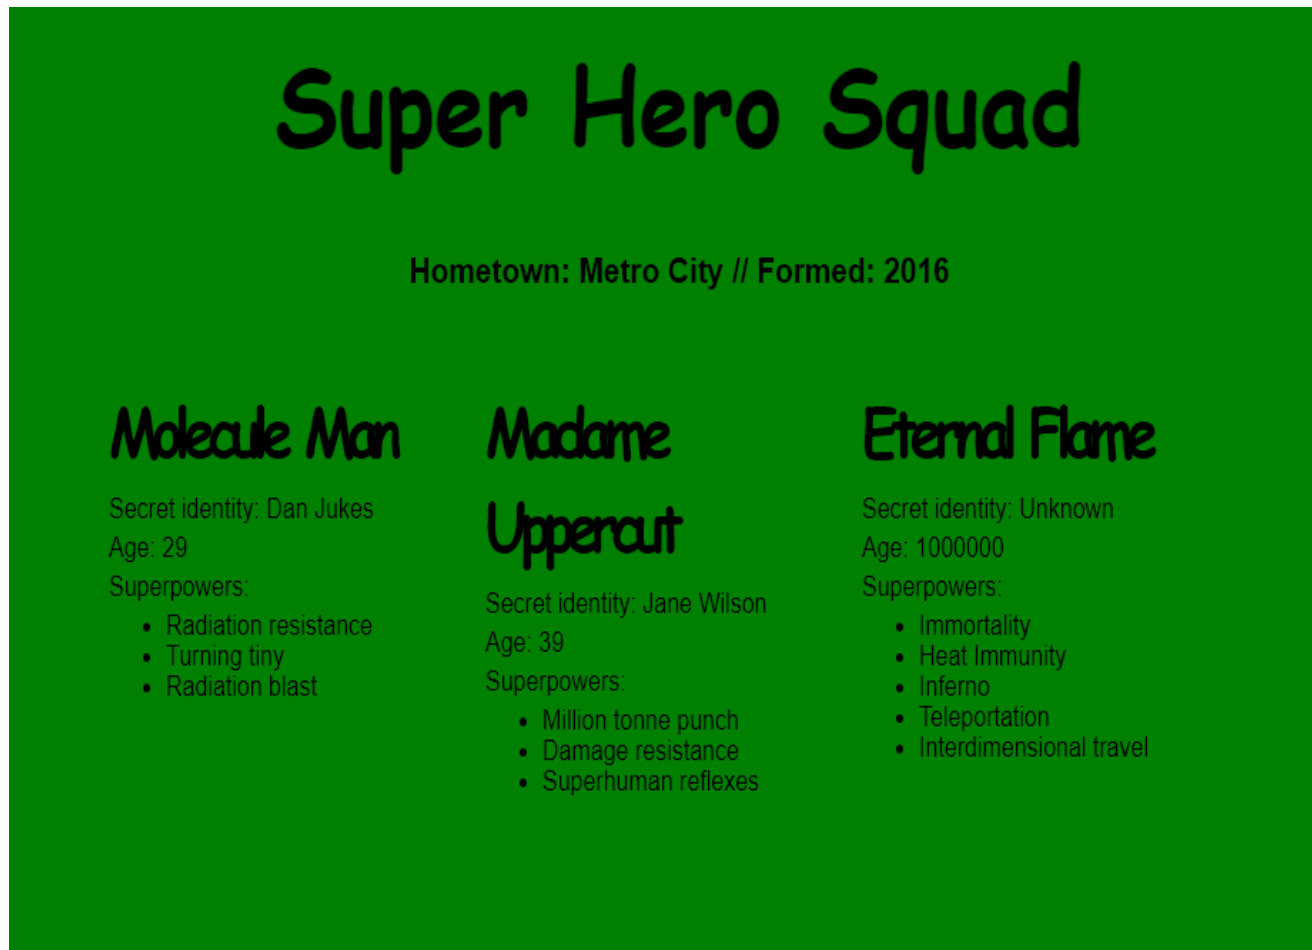 Super Hero Squad
Hometown: Metro City // Formed: 2016
Molecule Man
Secret identity: Dan Jukes
Age: 29
Superpowers:
Radiation resistance
Turning tiny
Radiation blast
Madame
Uppercut
Secret identity: Jane Wilson
Age: 39
Superpowers:
Million tonne punch
Damage resistance
Superhuman reflexes
Eternal Flame
Secret identity: Unknown
Age: 1000000
Superpowers:
Immortality
Heat Immunity
Inferno
Teleportation
Interdimensional travel